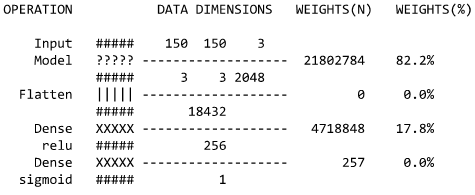 OPERATION DATA DIMENSIONS WEIGHTS(N) WEIGHTS(%)
Input ##### 150 150 3
Model ????? ------------------- 21802784 82.2%
##### 3 3 2048
Flatten ||||| ------------------- 0 0.0%
##### 18432
Dense XXXXX ------------------- 4718848 17.8%
relu ##### 256
Dense XXXXX ------------------- 257 0.0%
sigmoid ##### 1